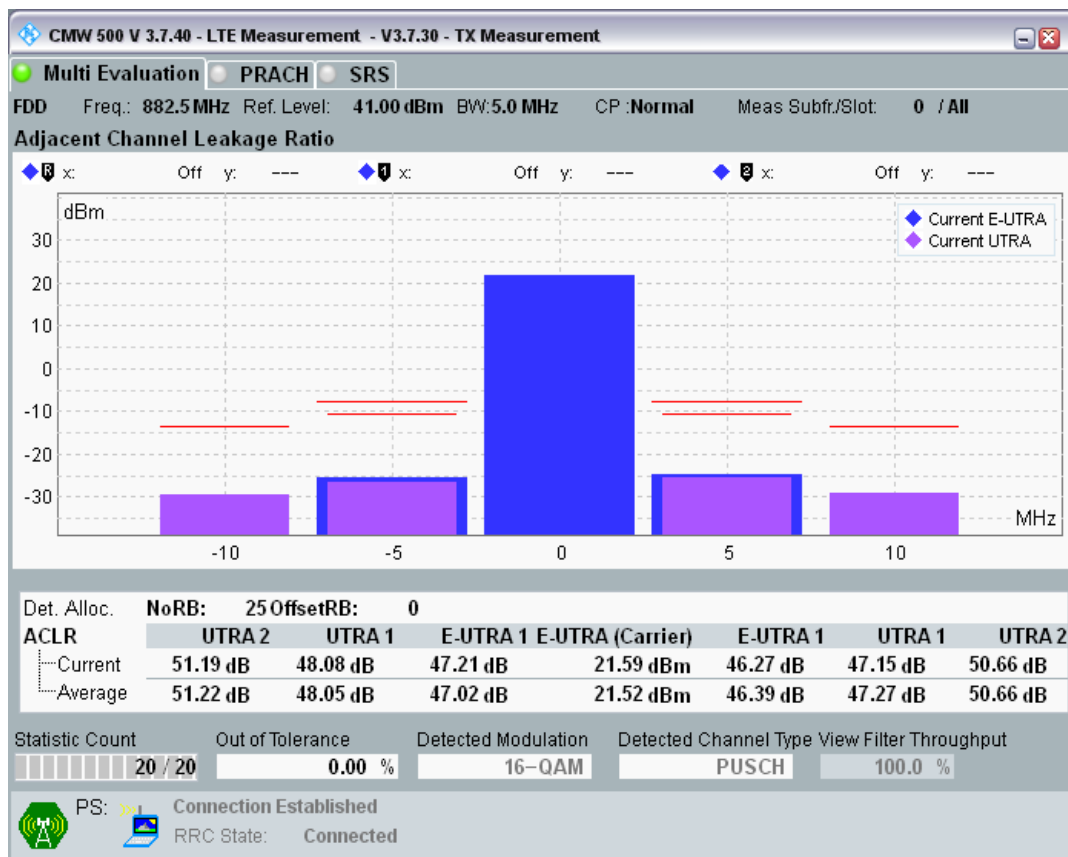 CMW 500 V 3.7.40 - LTE Measurement - V3.7.30 - TX Measurement
Multi Evaluation PRACH SRS
FDD Freq.: 882.5 MHz Ref. Level: 41.00 dBm BW:5.0 MHz CP :Normal Meas Subfr./Slot: 0 / All
Adjacent Channel Leakage Ratio
R x: Off y: --- 1 x: Off y: --- 2 x: Off y: ---
dBm
Current E-UTRA
Current UTRA
30
20
10
0
-10
-20
-30
MHz
-10 -5 0 5 10
Det. Alloc. NoRB: 25 OffsetRB: 0
ACLR UTRA 2 UTRA 1 E-UTRA 1 E-UTRA (Carrier) E-UTRA 1 UTRA 1 UTRA 2
Current 51.19 dB 48.08 dB 47.21 dB 21.59 dBm 46.27 dB 47.15 dB 50.66 dB
Average 51.22 dB 48.05 dB 47.02 dB 21.52 dBm 46.39 dB 47.27 dB 50.66 dB
Statistic Count Out of Tolerance Detected Modulation Detected Channel Type View Filter Throughput
20 / 20 0.00 % 16-QAM PUSCH 100.0 %
PS: Connection Established
RRC State: Connected